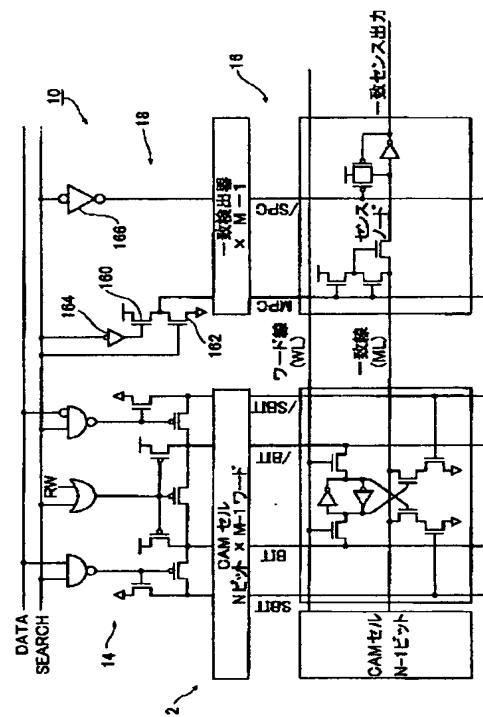 DATA
SEARCH
10
18
16
14
2
RW
164
160
162
166
CAMセル
Nビット×M-1ワード
一致検出器
×M-1
SBIT
BIT
/BIT
/SBIT
MPC
/SPC
ワード線
(WL)
一致線
(ML)
センス
ノード
一致センス出力
CAMセル
N-1ビット